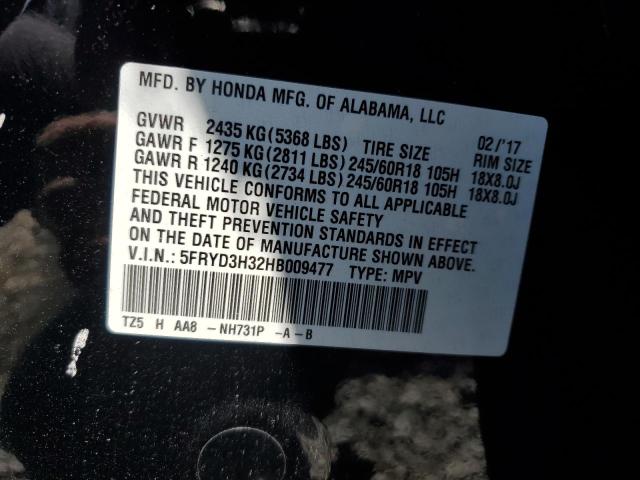 MFD. BY HONDA MFG. OF ALABAMA, LLC
GVWR 2435 KG(5368 LBS) TIRE SIZE 02/'17
GAWR F 1275 KG(2811 LBS) 245/60R18 105H RIM SIZE 18X8.0J
GAWR R 1240 KG(2734 LBS) 245/60R18 105H 18X8.0J
THIS VEHICLE CONFORMS TO ALL APPLICABLE
FEDERAL MOTOR VEHICLE SAFETY
AND THEFT PREVENTION STANDARDS IN EFFECT
ON THE DATE OF MANUFACTURE SHOWN ABOVE.
V.I.N.: 5FRYD3H32HB009477 TYPE: MPV
TZ5 H AA8 -NH731P -A-B